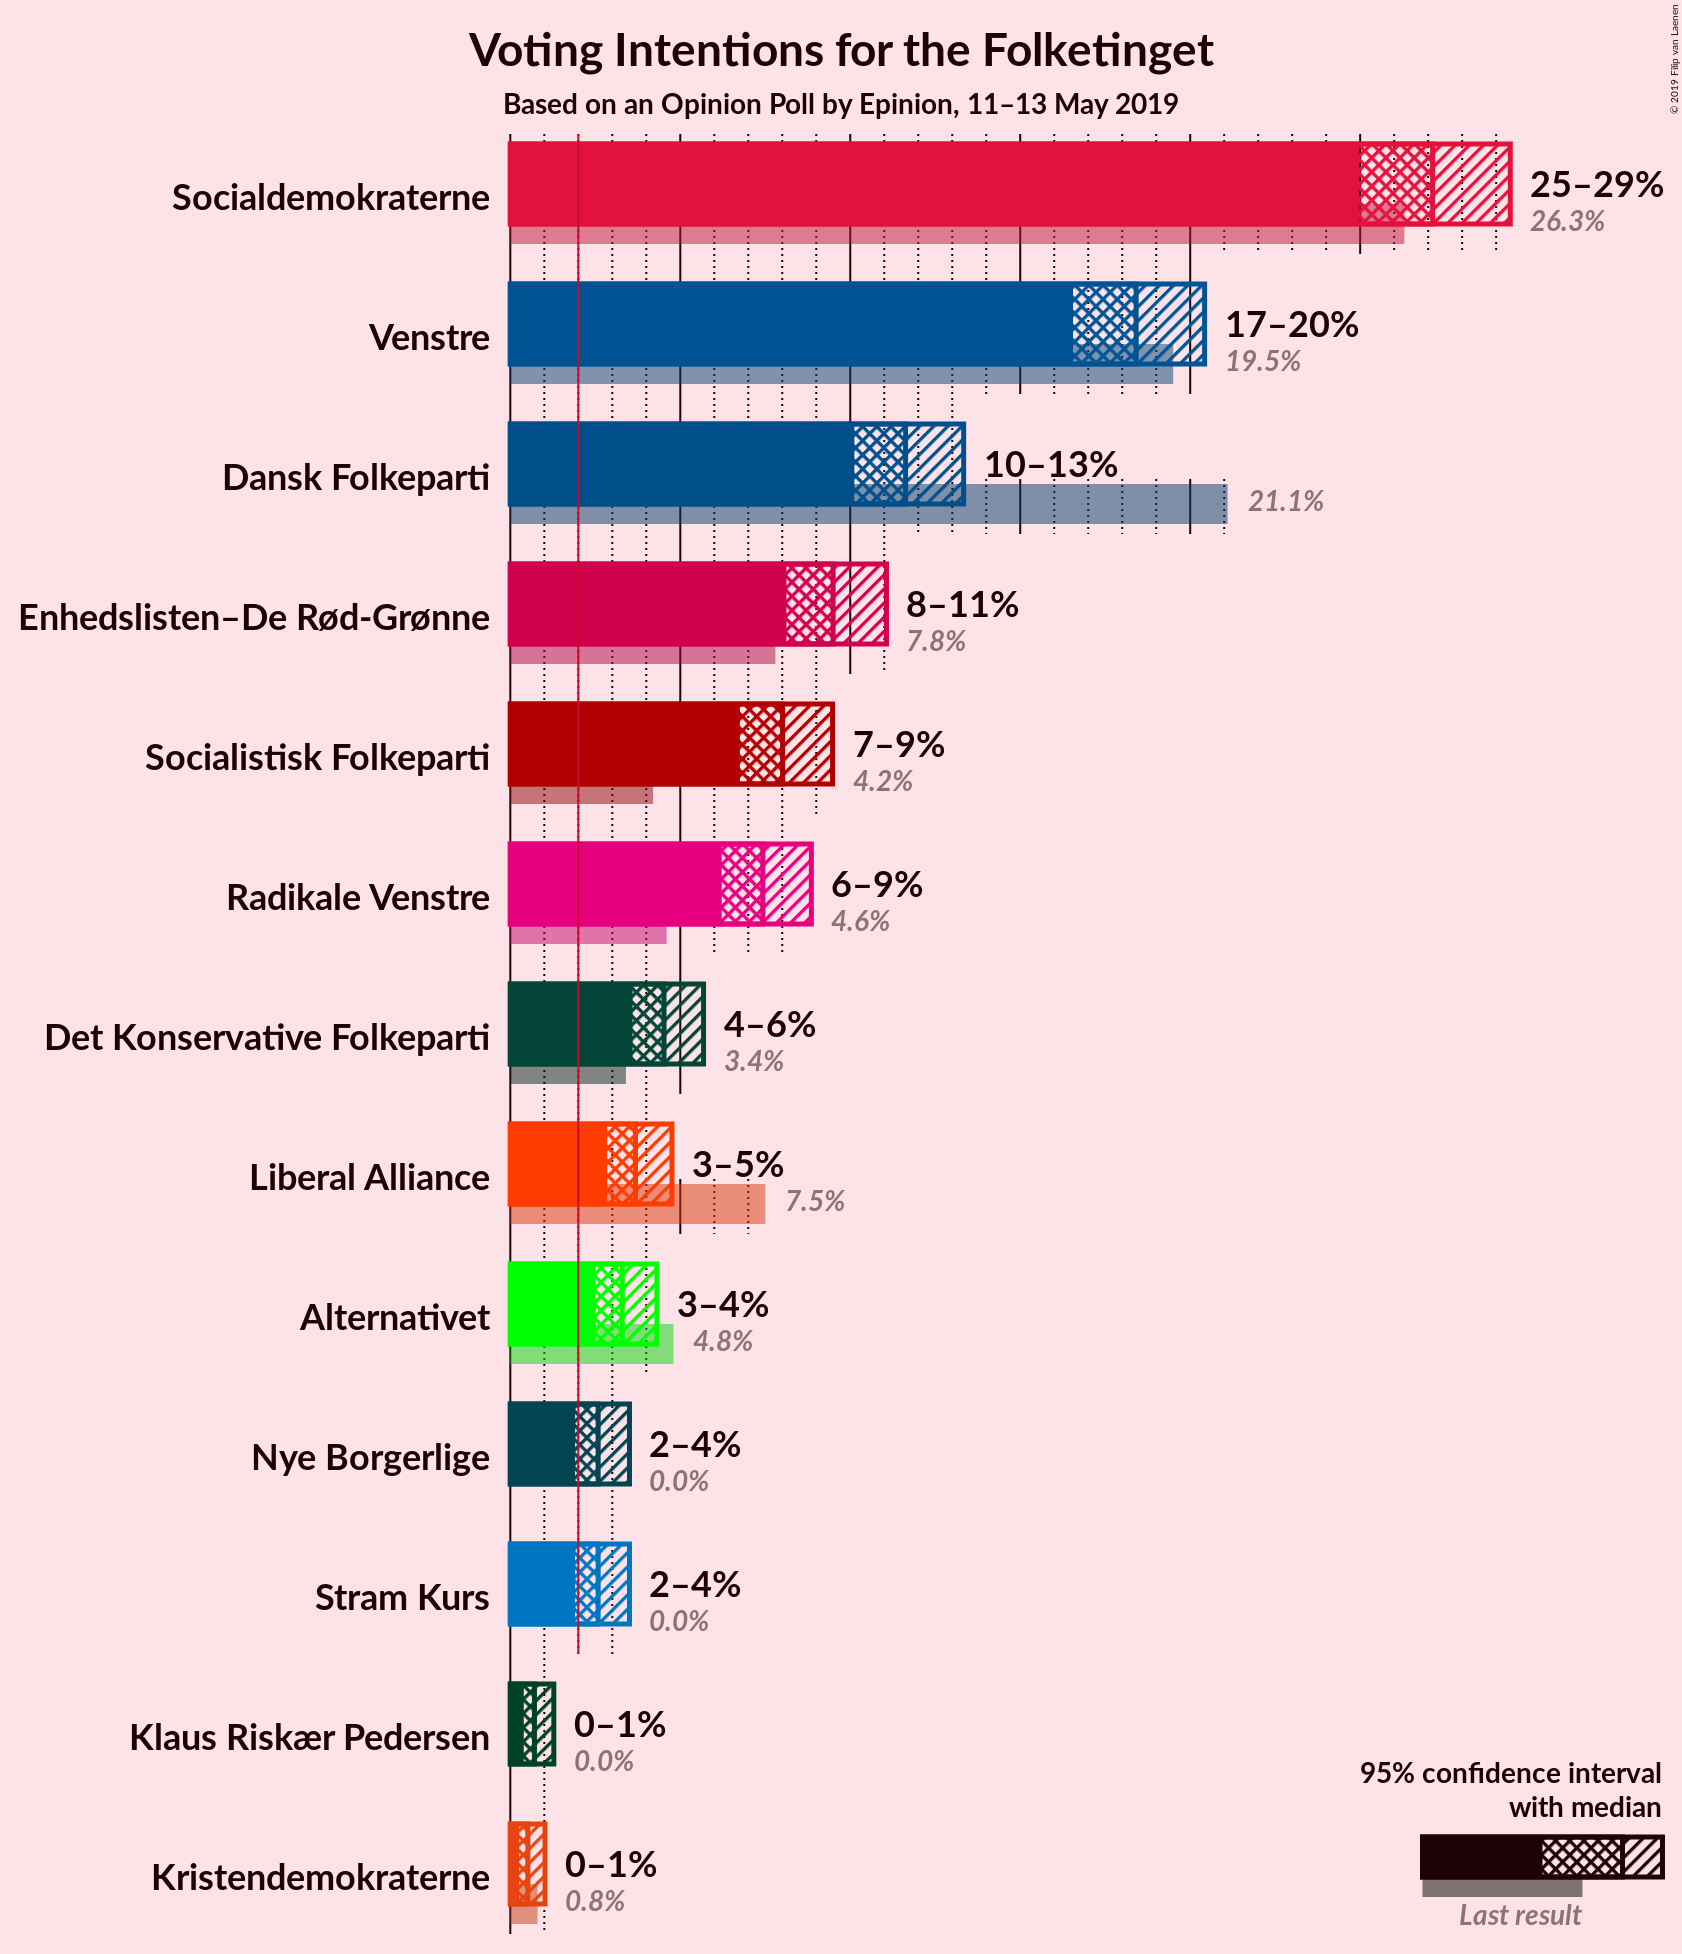 © 2019 Filip van Laenen
Voting Intentions for the Folketinget
Based on an Opinion Poll by Epinion, 11–13 May 2019
Socialdemokraterne
25–29%
26.3%
Venstre
17–20%
19.5%
Dansk Folkeparti
10–13%
21.1%
Enhedslisten–De Rød-Grønne
8–11%
7.8%
Socialistisk Folkeparti
7–9%
4.2%
Radikale Venstre
6–9%
4.6%
Det Konservative Folkeparti
4–6%
3.4%
Liberal Alliance
3–5%
7.5%
Alternativet
3–4%
4.8%
Nye Borgerlige
2–4%
0.0%
Stram Kurs
2–4%
0.0%
Klaus Riskær Pedersen
0–1%
0.0%
Kristendemokraterne
0–1%
0.8%
95% confidence interval
with median
Last result